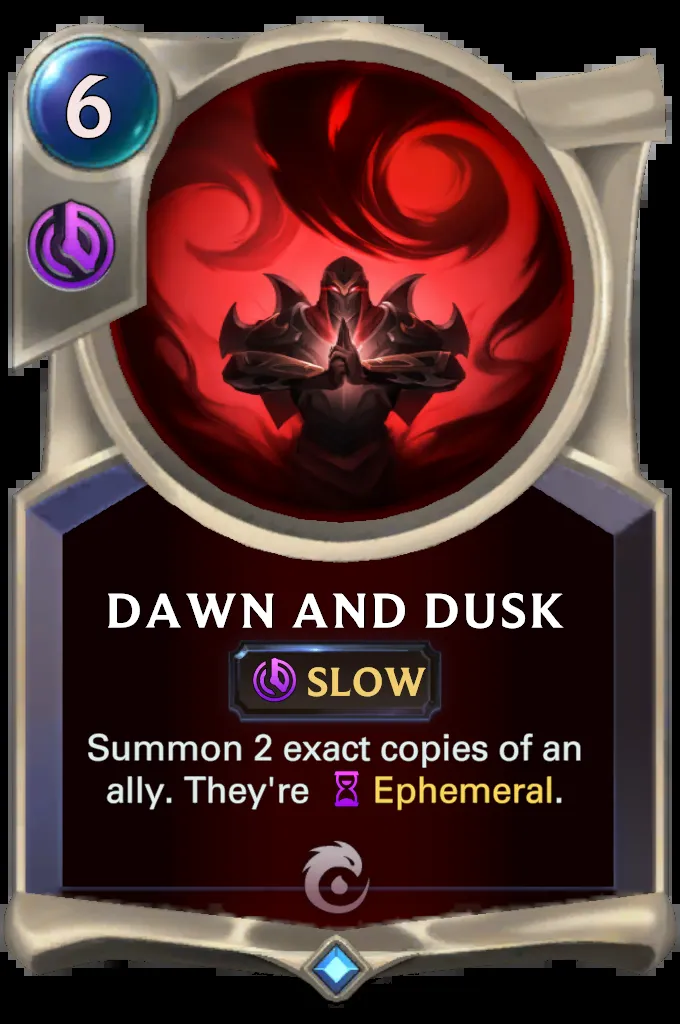 6
DAWN AND DUSK
SLOW
Summon 2 exact copies of an
ally. They're Ephemeral.